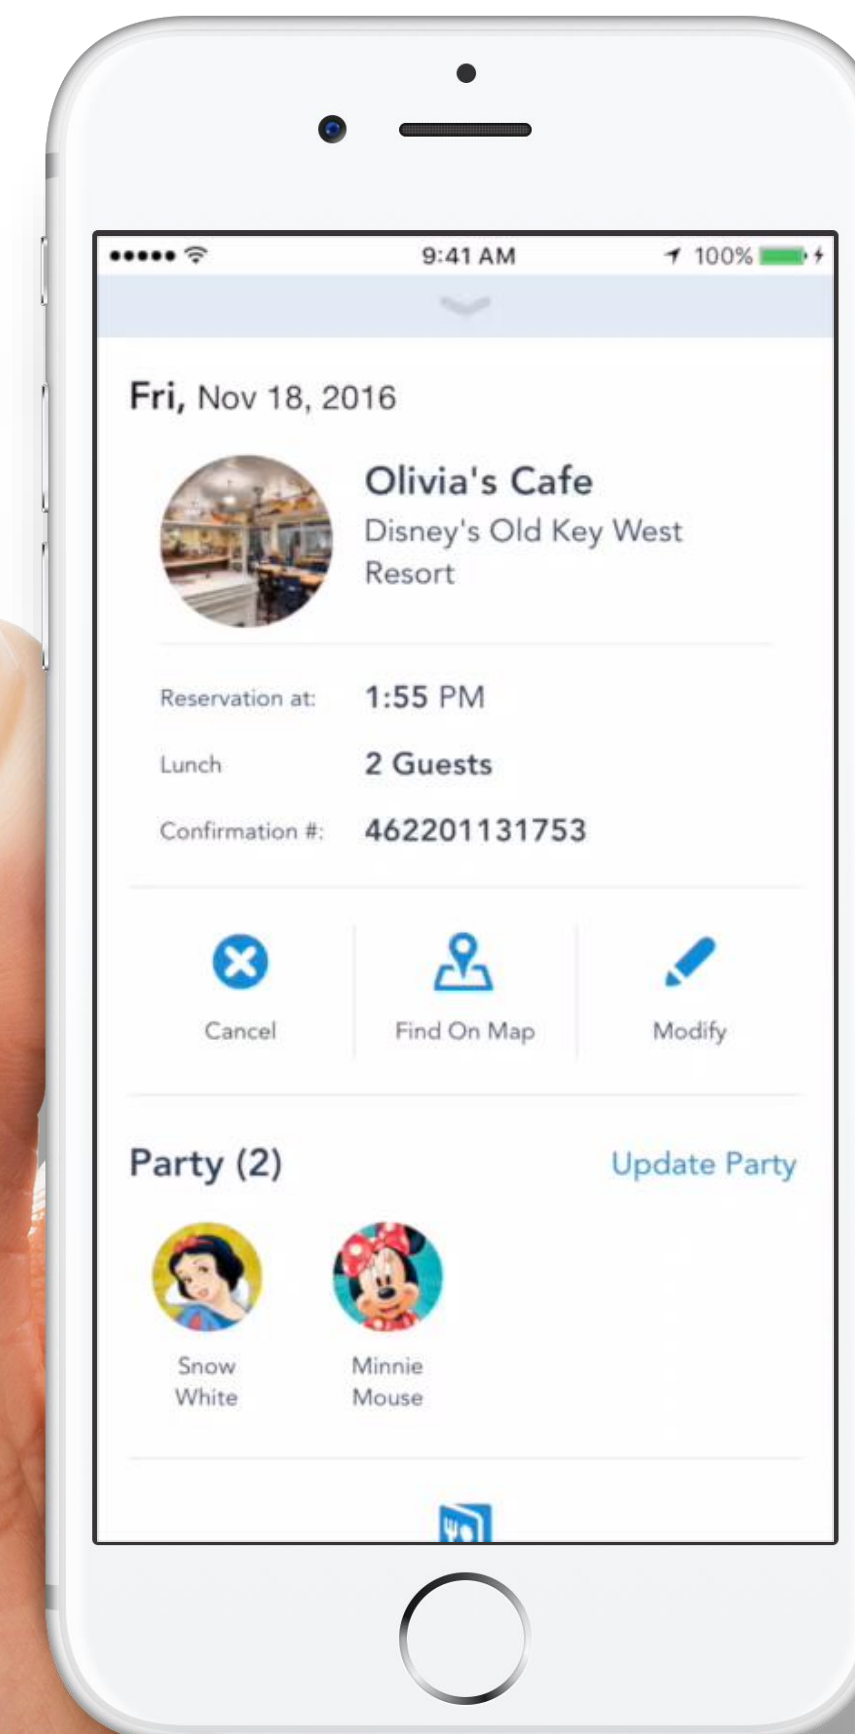 9:41 AM
100%
Fri, Nov 18, 2016
Olivia's Cafe
Disney's Old Key West
Resort
Reservation at: 1:55 PM
Lunch 2 Guests
Confirmation #: 462201131753
Cancel Find On Map Modify
Party (2) Update Party
Snow Minnie
White Mouse